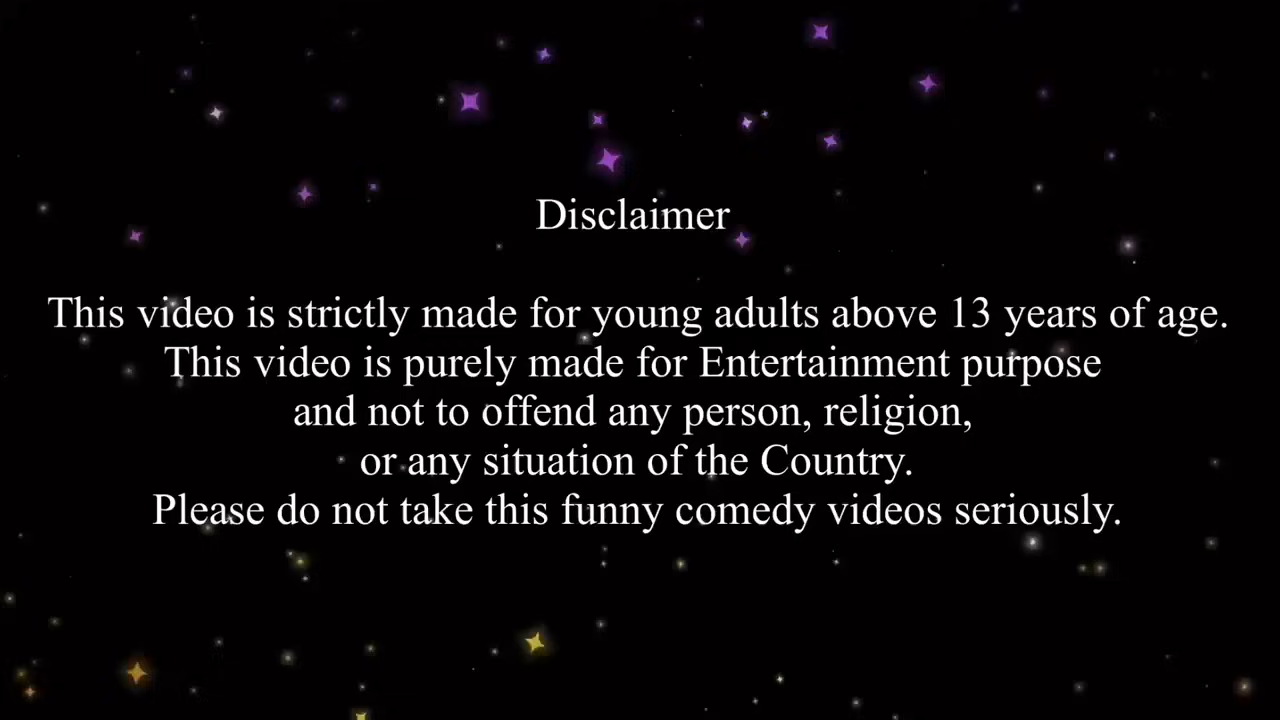 Disclaimer
This video is strictly made for young adults above 13 years of age.
This video is purely made for Entertainment purpose
and not to offend any person, religion,
or any situation of the Country.
Please do not take this funny comedy videos seriously.